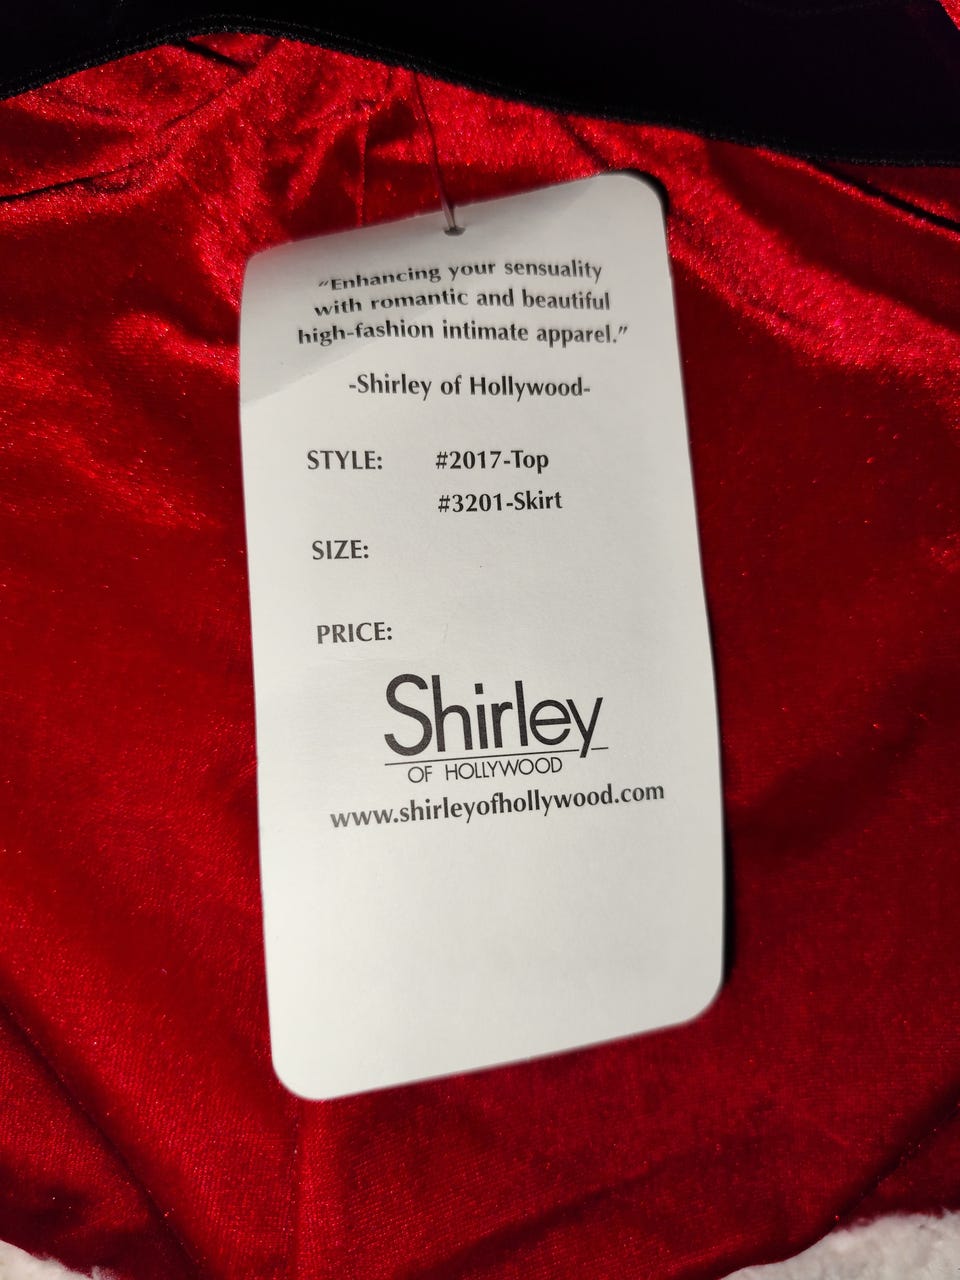 "Enhancing your sensuality
with romantic and beautiful
high-fashion intimate apparel."
-Shirley of Hollywood-
STYLE: #2017-Top
#3201-Skirt
SIZE:
PRICE:
Shirley
OF HOLLYWOOD
www.shirleyofhollywood.com